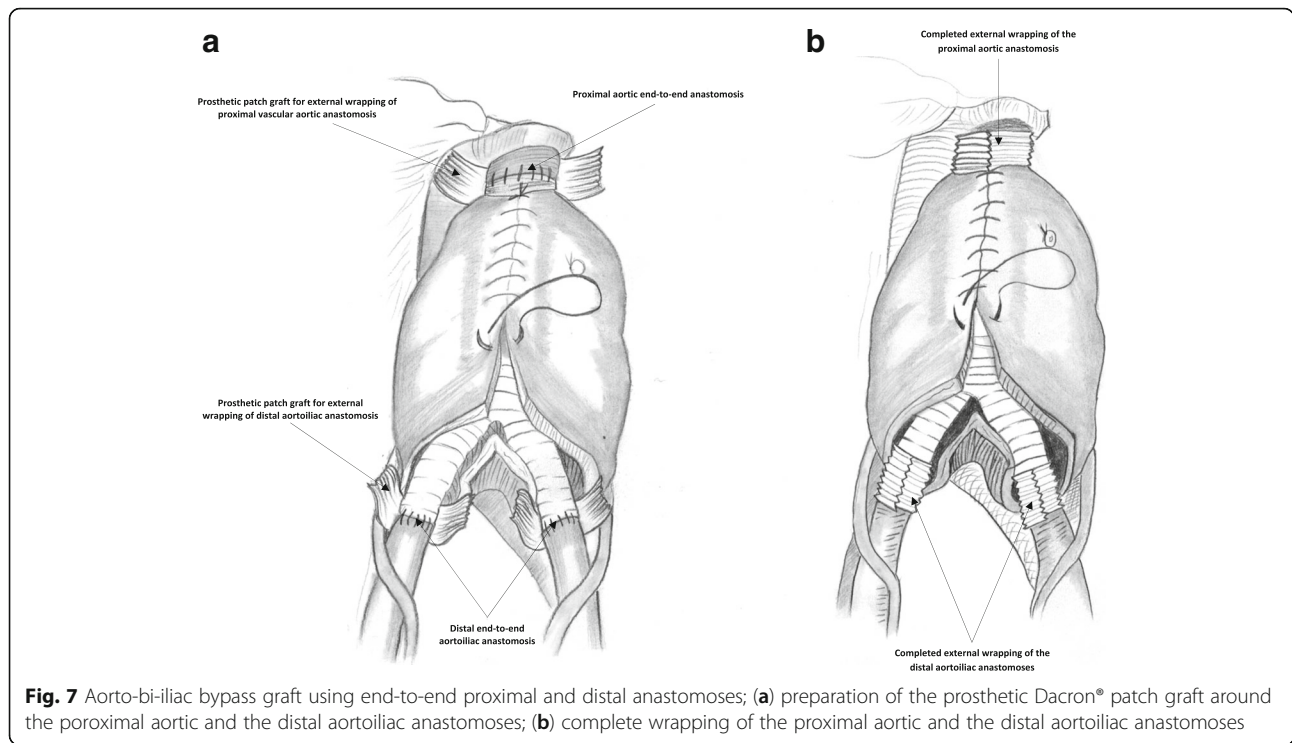 a
Prosthetic patch graft for external wrapping of
proximal vascular aortic anastomosis
Proximal aortic end-to-end anastomosis
Prosthetic patch graft for external
wrapping of distal aortoiliac anastomosis
Distal end-to-end
aortoiliac anastomosis
b
Completed external wrapping of the
proximal aortic anastomosis
Completed external wrapping of the
distal aortoiliac anastomoses
Fig. 7 Aorto-bi-iliac bypass graft using end-to-end proximal and distal anastomoses; (a) preparation of the prosthetic Dacron® patch graft around
the poroximal aortic and the distal aortoiliac anastomoses; (b) complete wrapping of the proximal aortic and the distal aortoiliac anastomoses